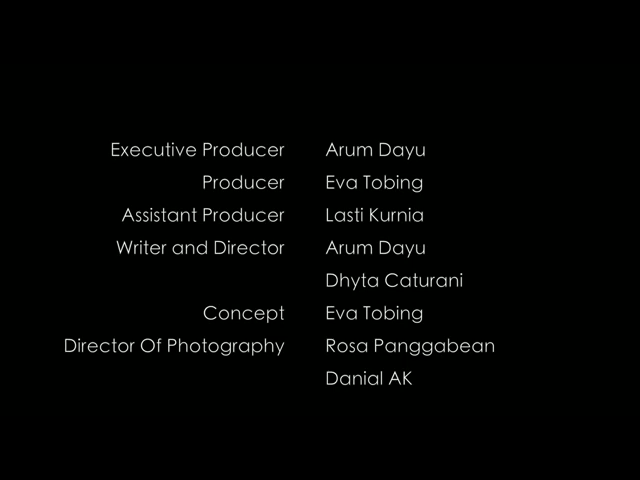 Executive Producer Arum Dayu
Producer Eva Tobing
Assistant Producer Lasti Kurnia
Writer and Director Arum Dayu
Dhyta Caturani
Concept Eva Tobing
Director Of Photography Rosa Panggabean
Danial AK